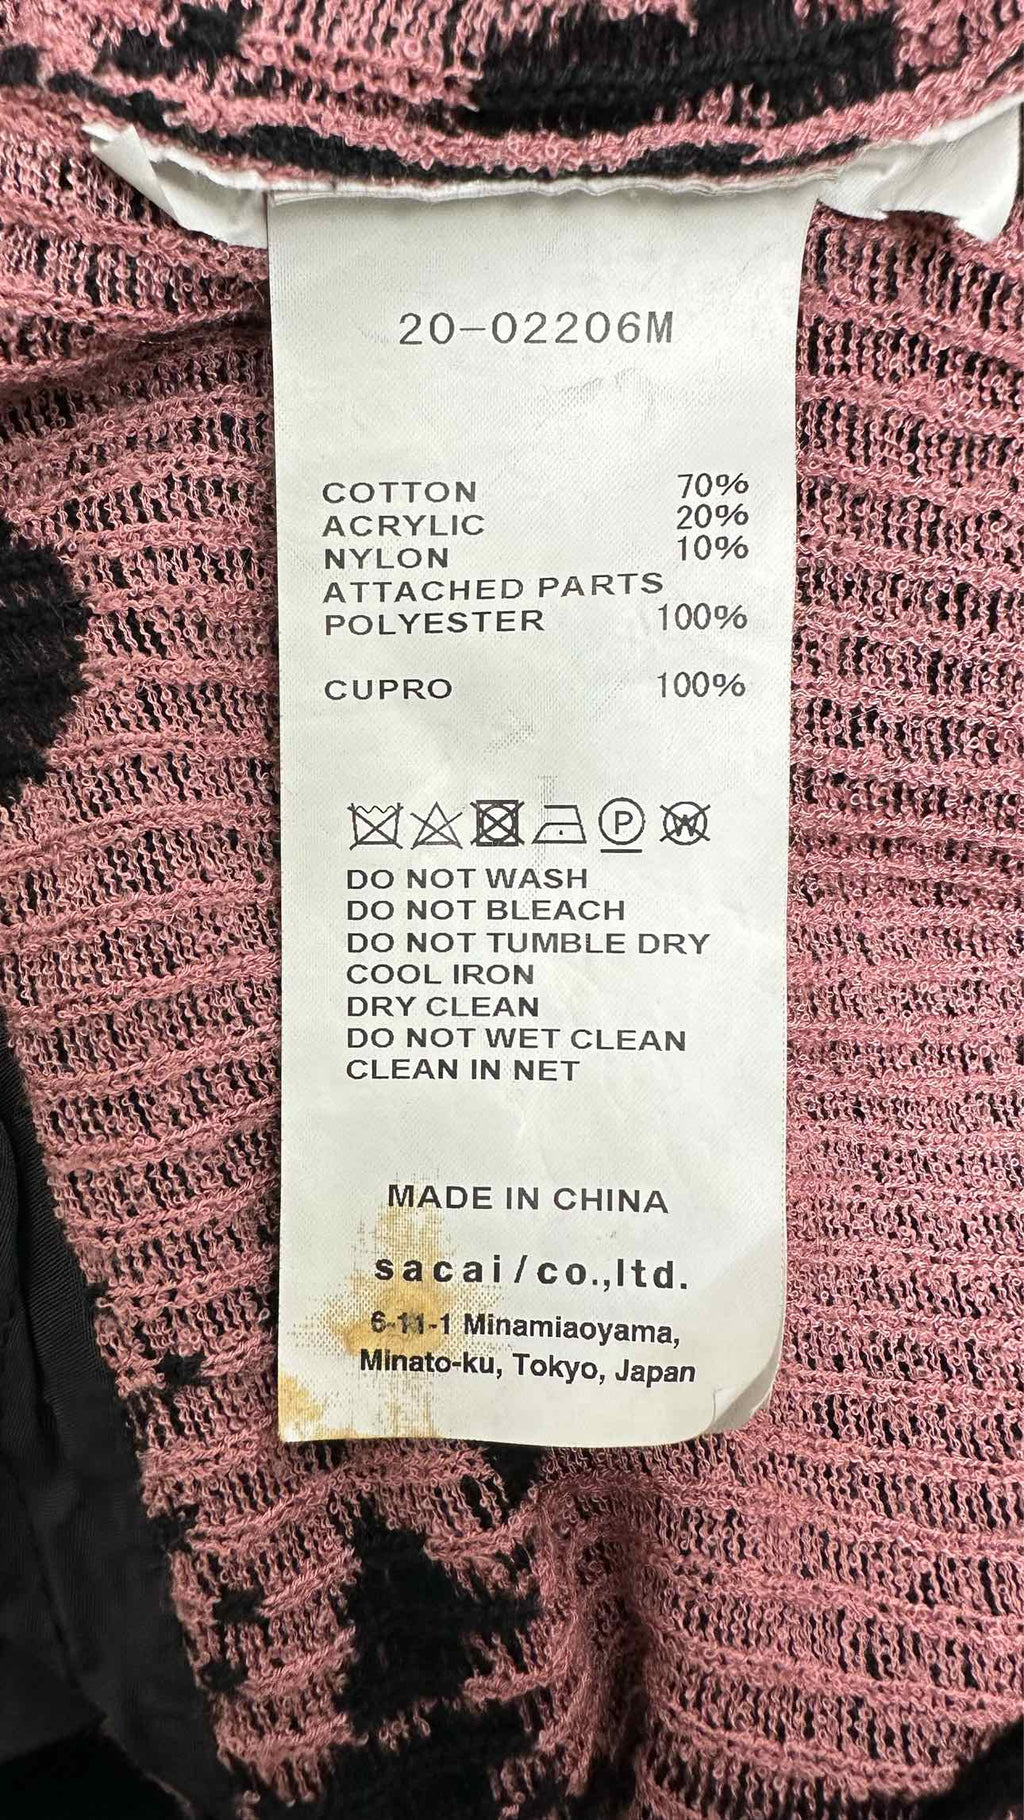 20-02206M
COTTON 70%
ACRYLIC 20%
NYLON 10%
ATTACHED PARTS
POLYESTER 100%
CUPRO 100%
P W
DO NOT WASH
DO NOT BLEACH
DO NOT TUMBLE DRY
COOL IRON
DRY CLEAN
DO NOT WET CLEAN
CLEAN IN NET
MADE IN CHINA
sacai/co.,ltd.
6-11-1 Minamiaoyama,
Minato-ku, Tokyo, Japan